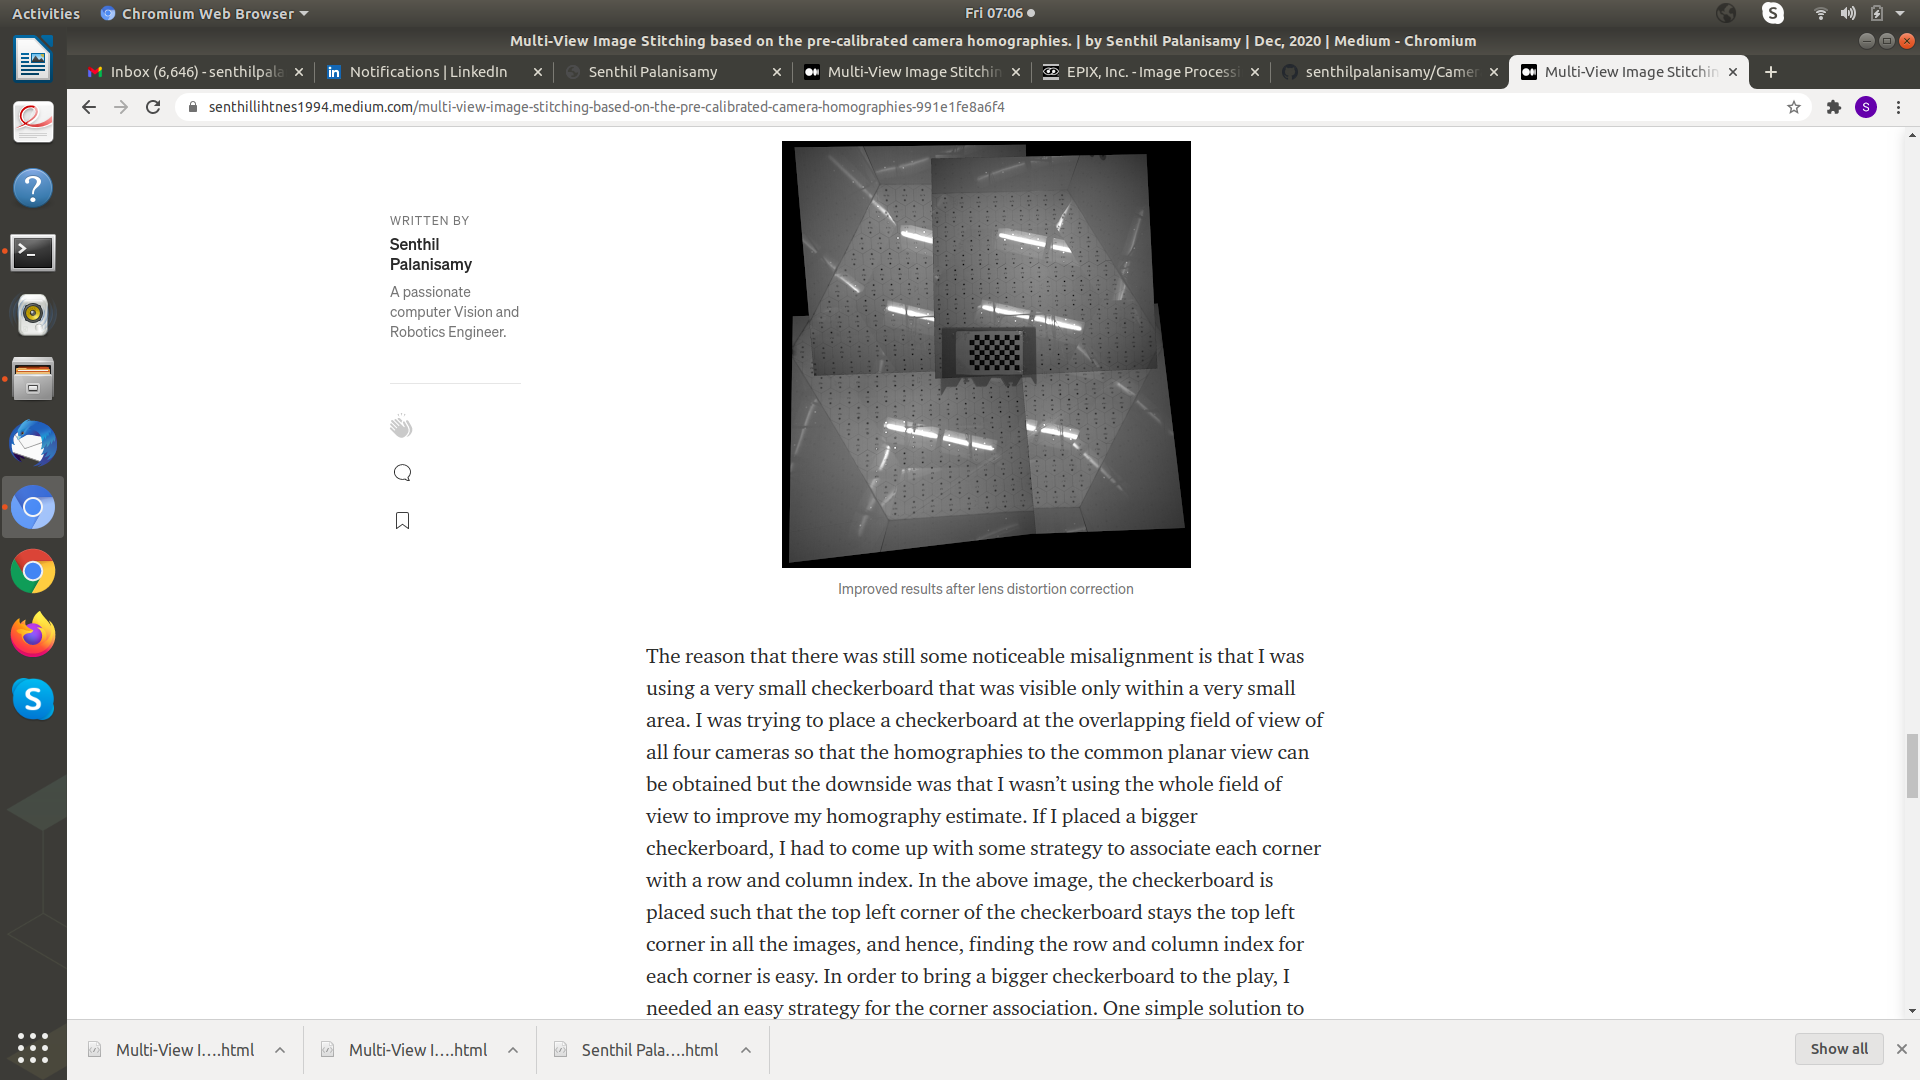 Activities
Chromium Web Browser
Fri 07:06
Multi-View Image Stitching based on the pre-calibrated camera homographies. | by Senthil Palanisamy | Dec, 2020 | Medium - Chromium
Inbox (6,646) - senthilpala
Notifications | LinkedIn
Senthil Palanisamy
Multi-View Image Stitchin
EPIX, Inc. - Image Processi
senthilpalanisamy/Camer
Multi-View Image Stitchin
senthillihtnes1994.medium.com/multi-view-image-stitching-based-on-the-pre-calibrated-camera-homographies-991e1fe8a6f4
S
WRITTEN BY
Senthil
Palanisamy
A passionate
computer Vision and
Robotics Engineer.
Improved results after lens distortion correction
The reason that there was still some noticeable misalignment is that I was
using a very small checkerboard that was visible only within a very small
area. I was trying to place a checkerboard at the overlapping field of view of
all four cameras so that the homographies to the common planar view can
be obtained but the downside was that I wasn’t using the whole field of
view to improve my homography estimate. If I placed a bigger
checkerboard, I had to come up with some strategy to associate each corner
with a row and column index. In the above image, the checkerboard is
placed such that the top left corner of the checkerboard stays the top left
corner in all the images, and hence, finding the row and column index for
each corner is easy. In order to bring a bigger checkerboard to the play, I
needed an easy strategy for the corner association. One simple solution to
Multi-View I....html
Multi-View I....html
Senthil Pala....html
Show all